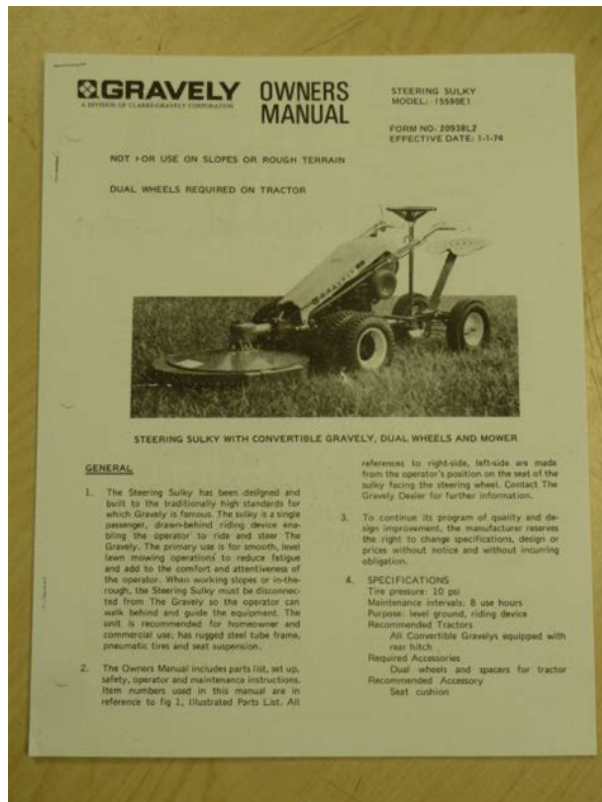 GRAVELY
A DIVISION OF CLARKE-GRAVELY CORPORATION
OWNERS
MANUAL
STEERING SULKY
MODEL: 15590E1
FORM NO: 20938L2
EFFECTIVE DATE: 1-1-74
NOT FOR USE ON SLOPES OR ROUGH TERRAIN
DUAL WHEELS REQUIRED ON TRACTOR
GRAVELY
STEERING SULKY WITH CONVERTIBLE GRAVELY, DUAL WHEELS AND MOWER
GENERAL
1. The Steering Sulky has been designed and
built to the traditionally high standards for
which Gravely is famous. The sulky is a single
passenger, drawn-behind riding device ena-
bling the operator to ride and steer The
Gravely. The primary use is for smooth, level
lawn mowing operations to reduce fatigue
and add to the comfort and attentiveness of
the operator. When working slopes or in-the-
rough, the Steering Sulky must be disconnec-
ted from The Gravely so the operator can
walk behind and guide the equipment. The
unit is recommended for homeowner and
commercial use; has rugged steel tube frame,
pneumatic tires and seat suspension.
2. The Owners Manual includes parts list, set up,
safety, operator and maintenance instructions.
Item numbers used in this manual are in
reference to fig 1, Illustrated Parts List. All
references to right-side, left-side are made
from the operator's position on the seat of the
sulky facing the steering wheel. Contact The
Gravely Dealer for further information.
3. To continue its program of quality and de-
sign improvement, the manufacturer reserves
the right to change specifications, design or
prices without notice and without incurring
obligation.
4. SPECIFICATIONS
Tire pressure: 10 psi
Maintenance intervals: 8 use hours
Purpose: level ground, riding device
Recommended Tractors
All Convertible Gravelys equipped with
rear hitch
Required Accessories
Dual wheels and spacers for tractor
Recommended Accessory
Seat cushion